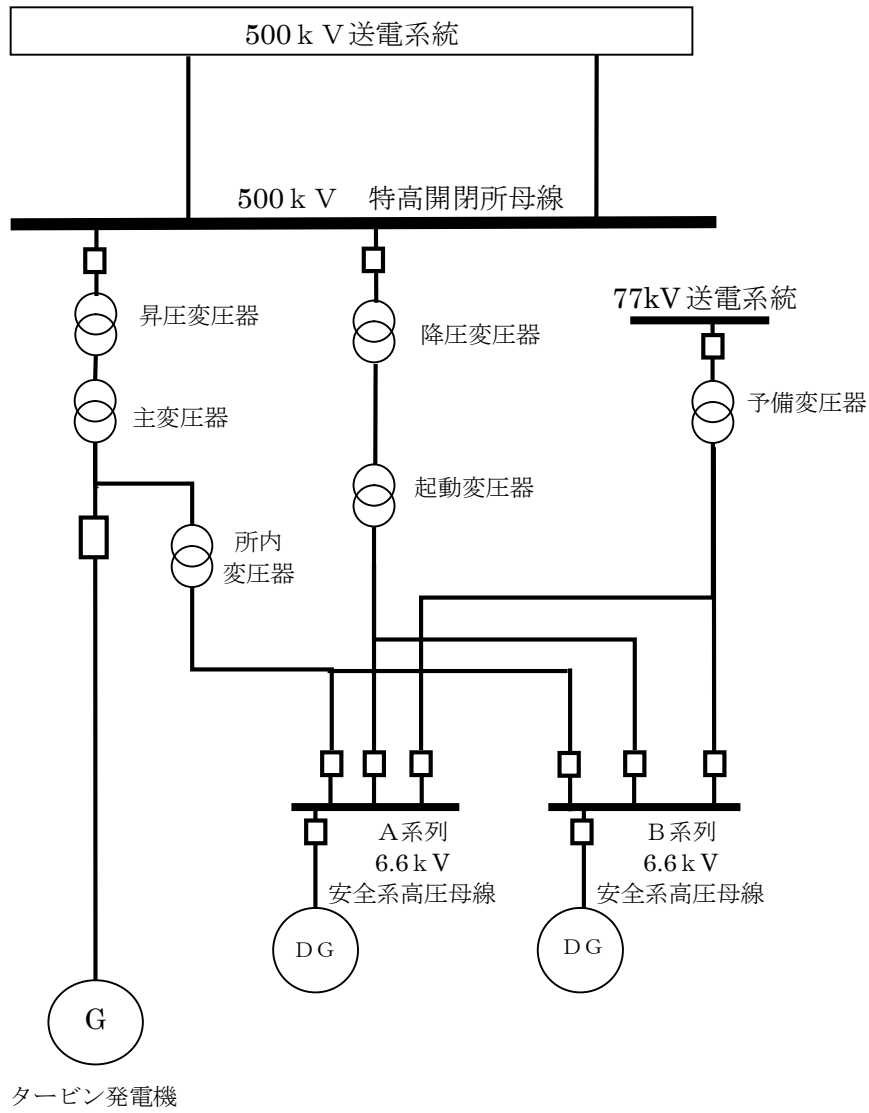 500ｋＶ送電系統
500ｋＶ　特高開閉所母線
昇圧変圧器
降圧変圧器
77kV送電系統
主変圧器
予備変圧器
起動変圧器
所内
変圧器
Ａ系列
6.6ｋＶ
安全系高圧母線
Ｂ系列
6.6ｋＶ
安全系高圧母線
ＤＧ
ＤＧ
G
タービン発電機